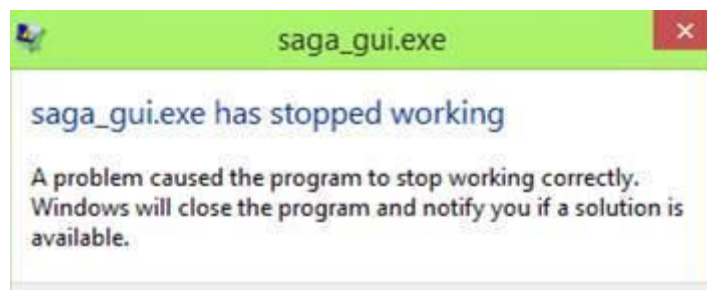 saga_gui.exe
saga_gui.exe has stopped working
A problem caused the program to stop working correctly.
Windows will close the program and notify you if a solution is
available.